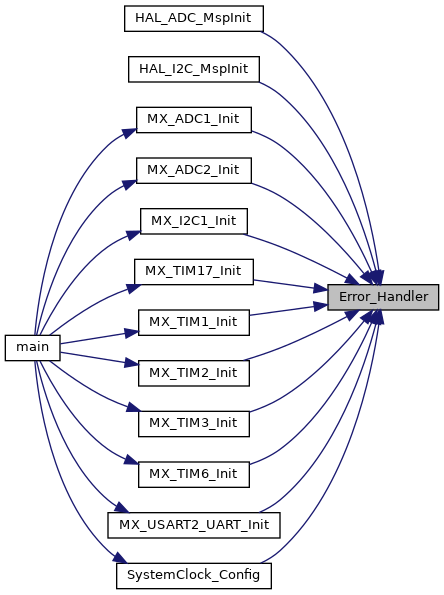 HAL_ADC_MspInit
HAL_I2C_MspInit
MX_ADC1_Init
MX_ADC2_Init
MX_I2C1_Init
MX_TIM17_Init
Error_Handler
MX_TIM1_Init
main
MX_TIM2_Init
MX_TIM3_Init
MX_TIM6_Init
MX_USART2_UART_Init
SystemClock_Config